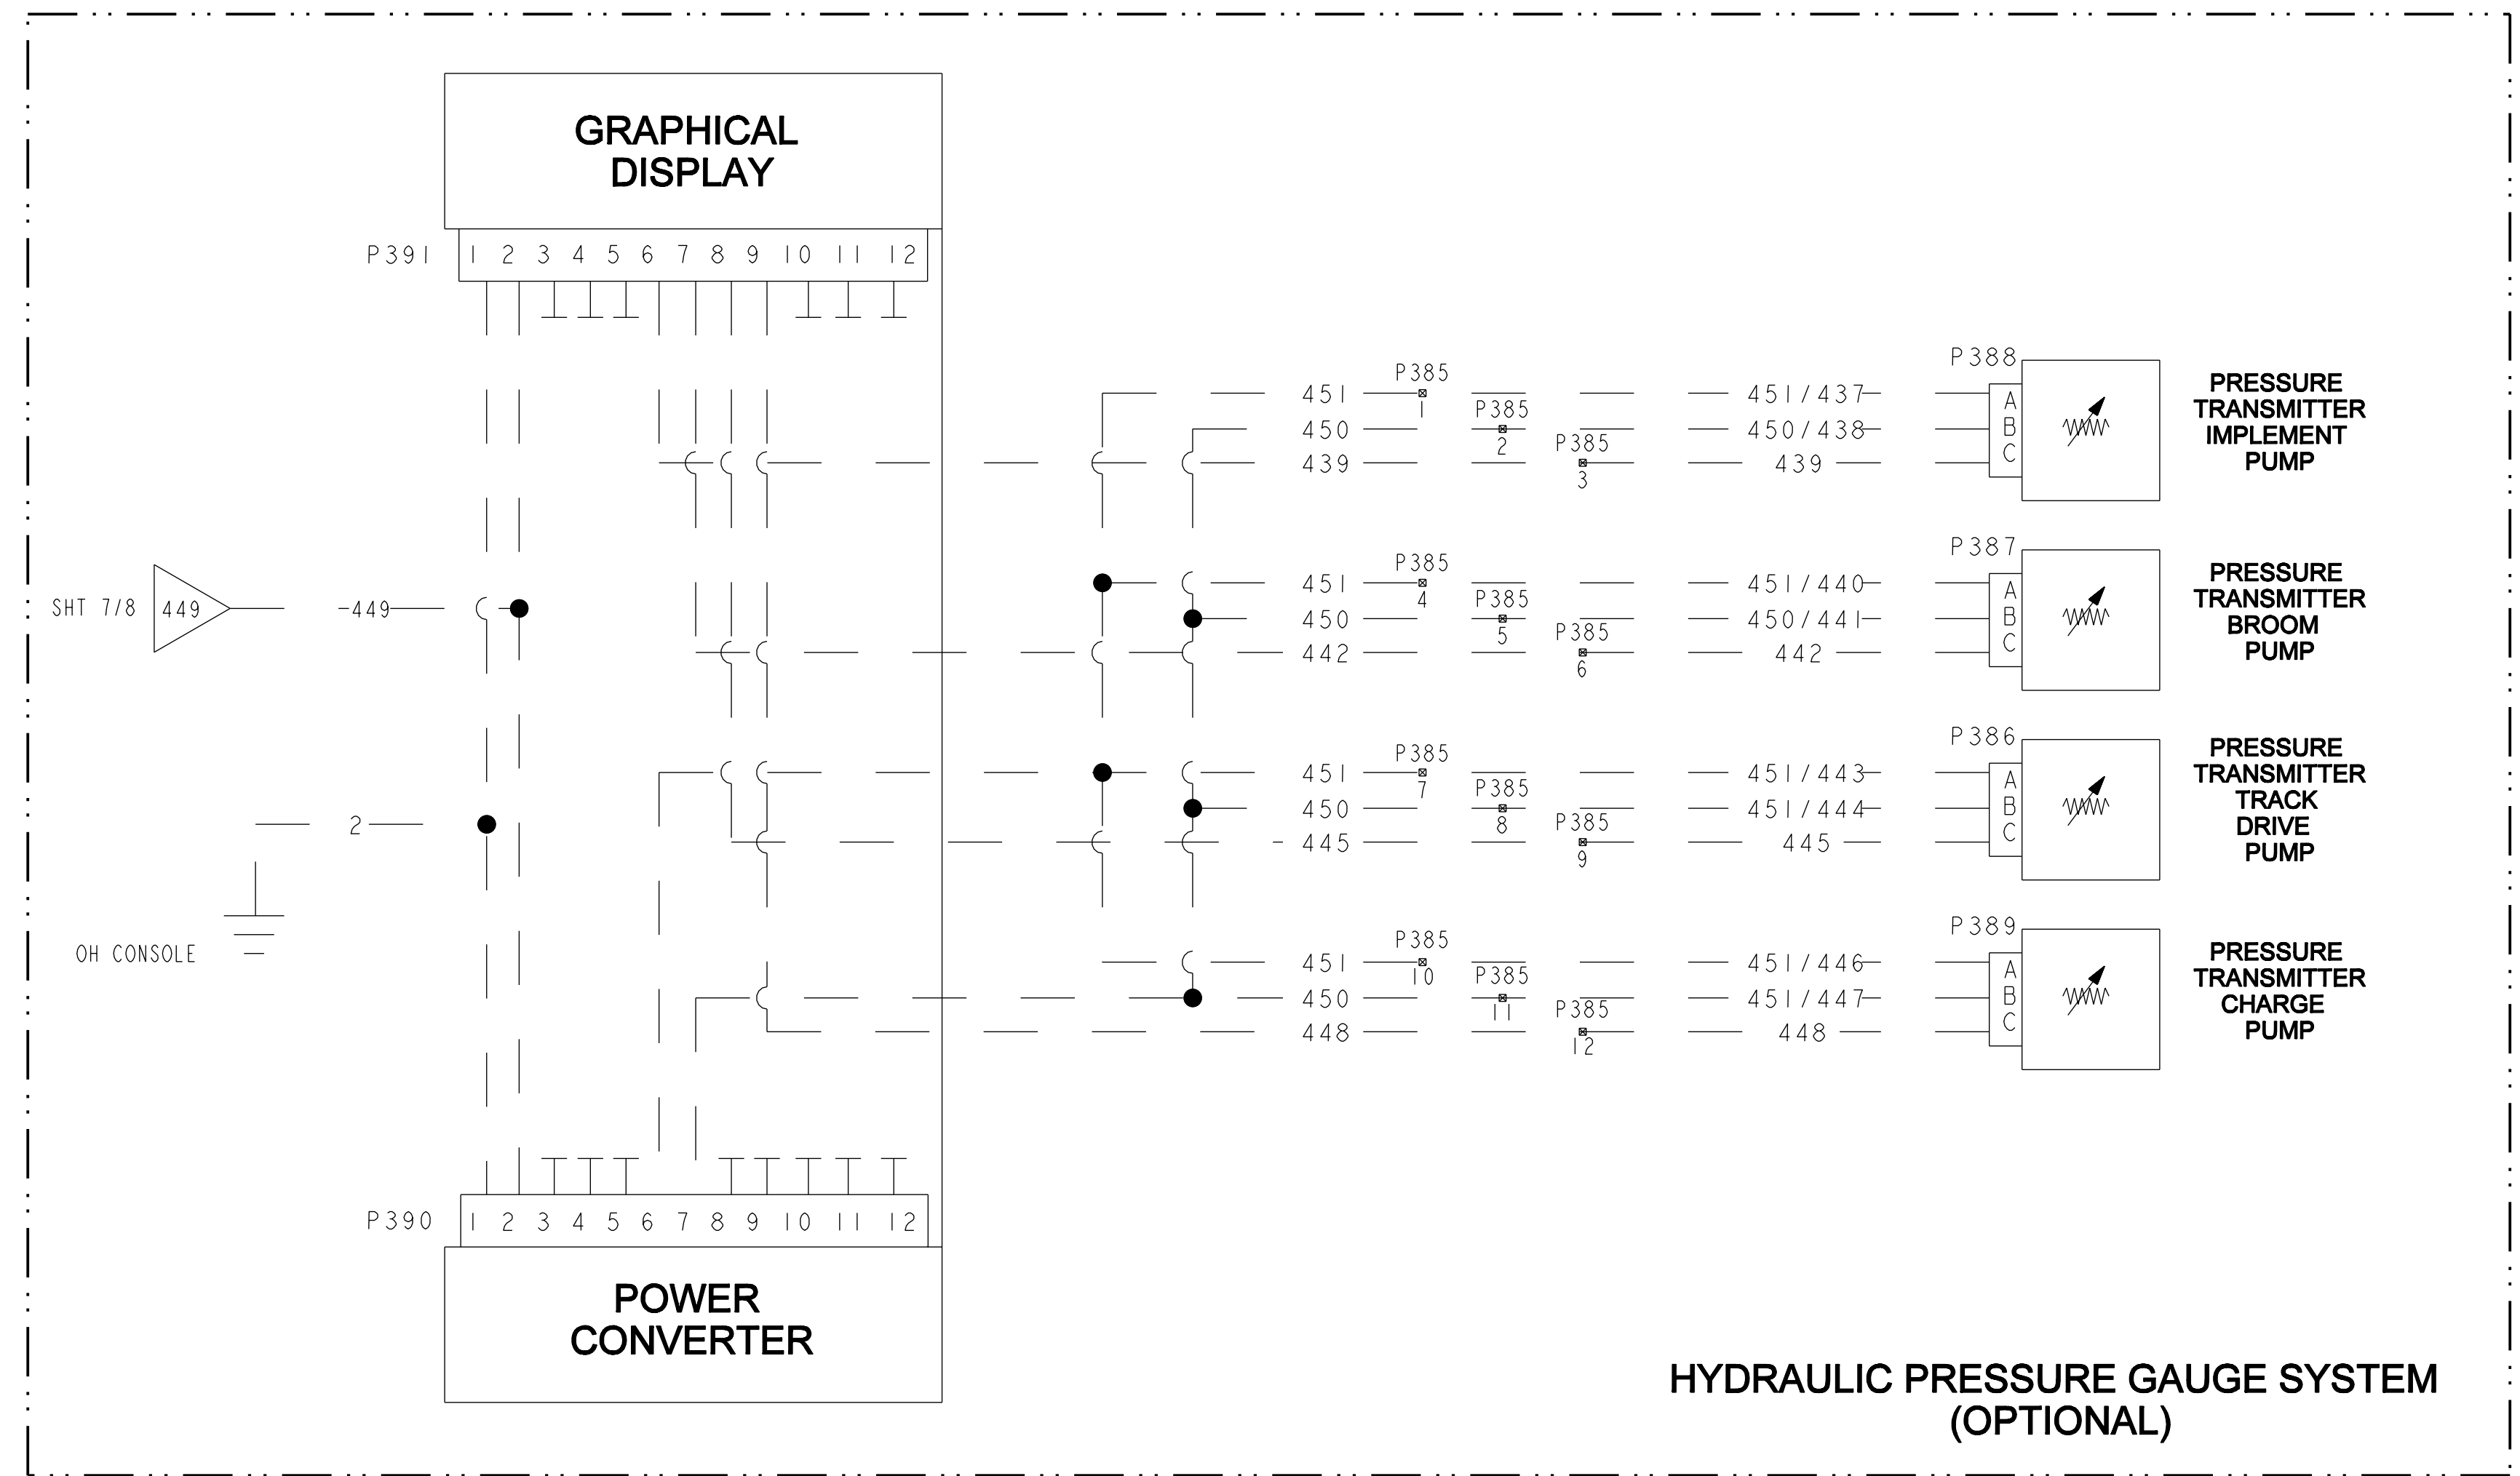 GRAPHICAL
DISPLAY
P391 1 2 3 4 5 6 7 8 9 10 11 12
SHT 7/8 449 -449
2
OH CONSOLE
P390 1 2 3 4 5 6 7 8 9 10 11 12
POWER
CONVERTER
451 P385 1 451/437 P388 A
450 P385 2 450/438 B
439 P385 3 439 C
PRESSURE
TRANSMITTER
IMPLEMENT
PUMP
451 P385 4 451/440 P387 A
450 P385 5 450/441 B
442 P385 6 442 C
PRESSURE
TRANSMITTER
BROOM
PUMP
451 P385 7 451/443 P386 A
450 P385 8 451/444 B
445 P385 9 445 C
PRESSURE
TRANSMITTER
TRACK
DRIVE
PUMP
451 P385 10 451/446 P389 A
450 P385 11 451/447 B
448 P385 12 448 C
PRESSURE
TRANSMITTER
CHARGE
PUMP
HYDRAULIC PRESSURE GAUGE SYSTEM
(OPTIONAL)